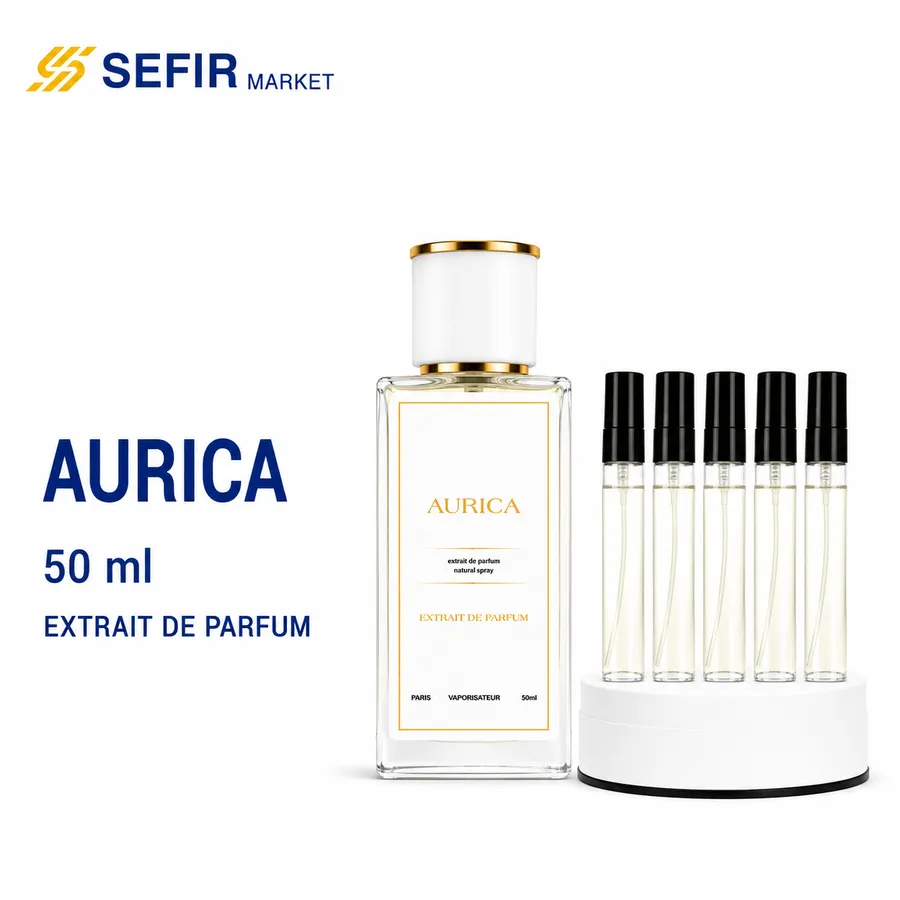 SEFIR MARKET
AURICA
50 ml
EXTRAIT DE PARFUM
AURICA
extrait de parfum
natural spray
EXTRAIT DE PARFUM
PARIS VAPORISATEUR 50ml